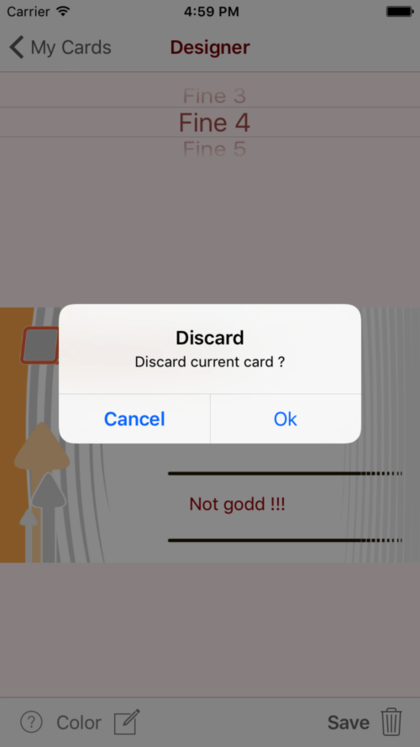 Carrier 4:59 PM
My Cards Designer
Fine 3
Fine 4
Fine 5
Discard
Discard current card ?
Cancel Ok
Not godd !!!
? Color Save